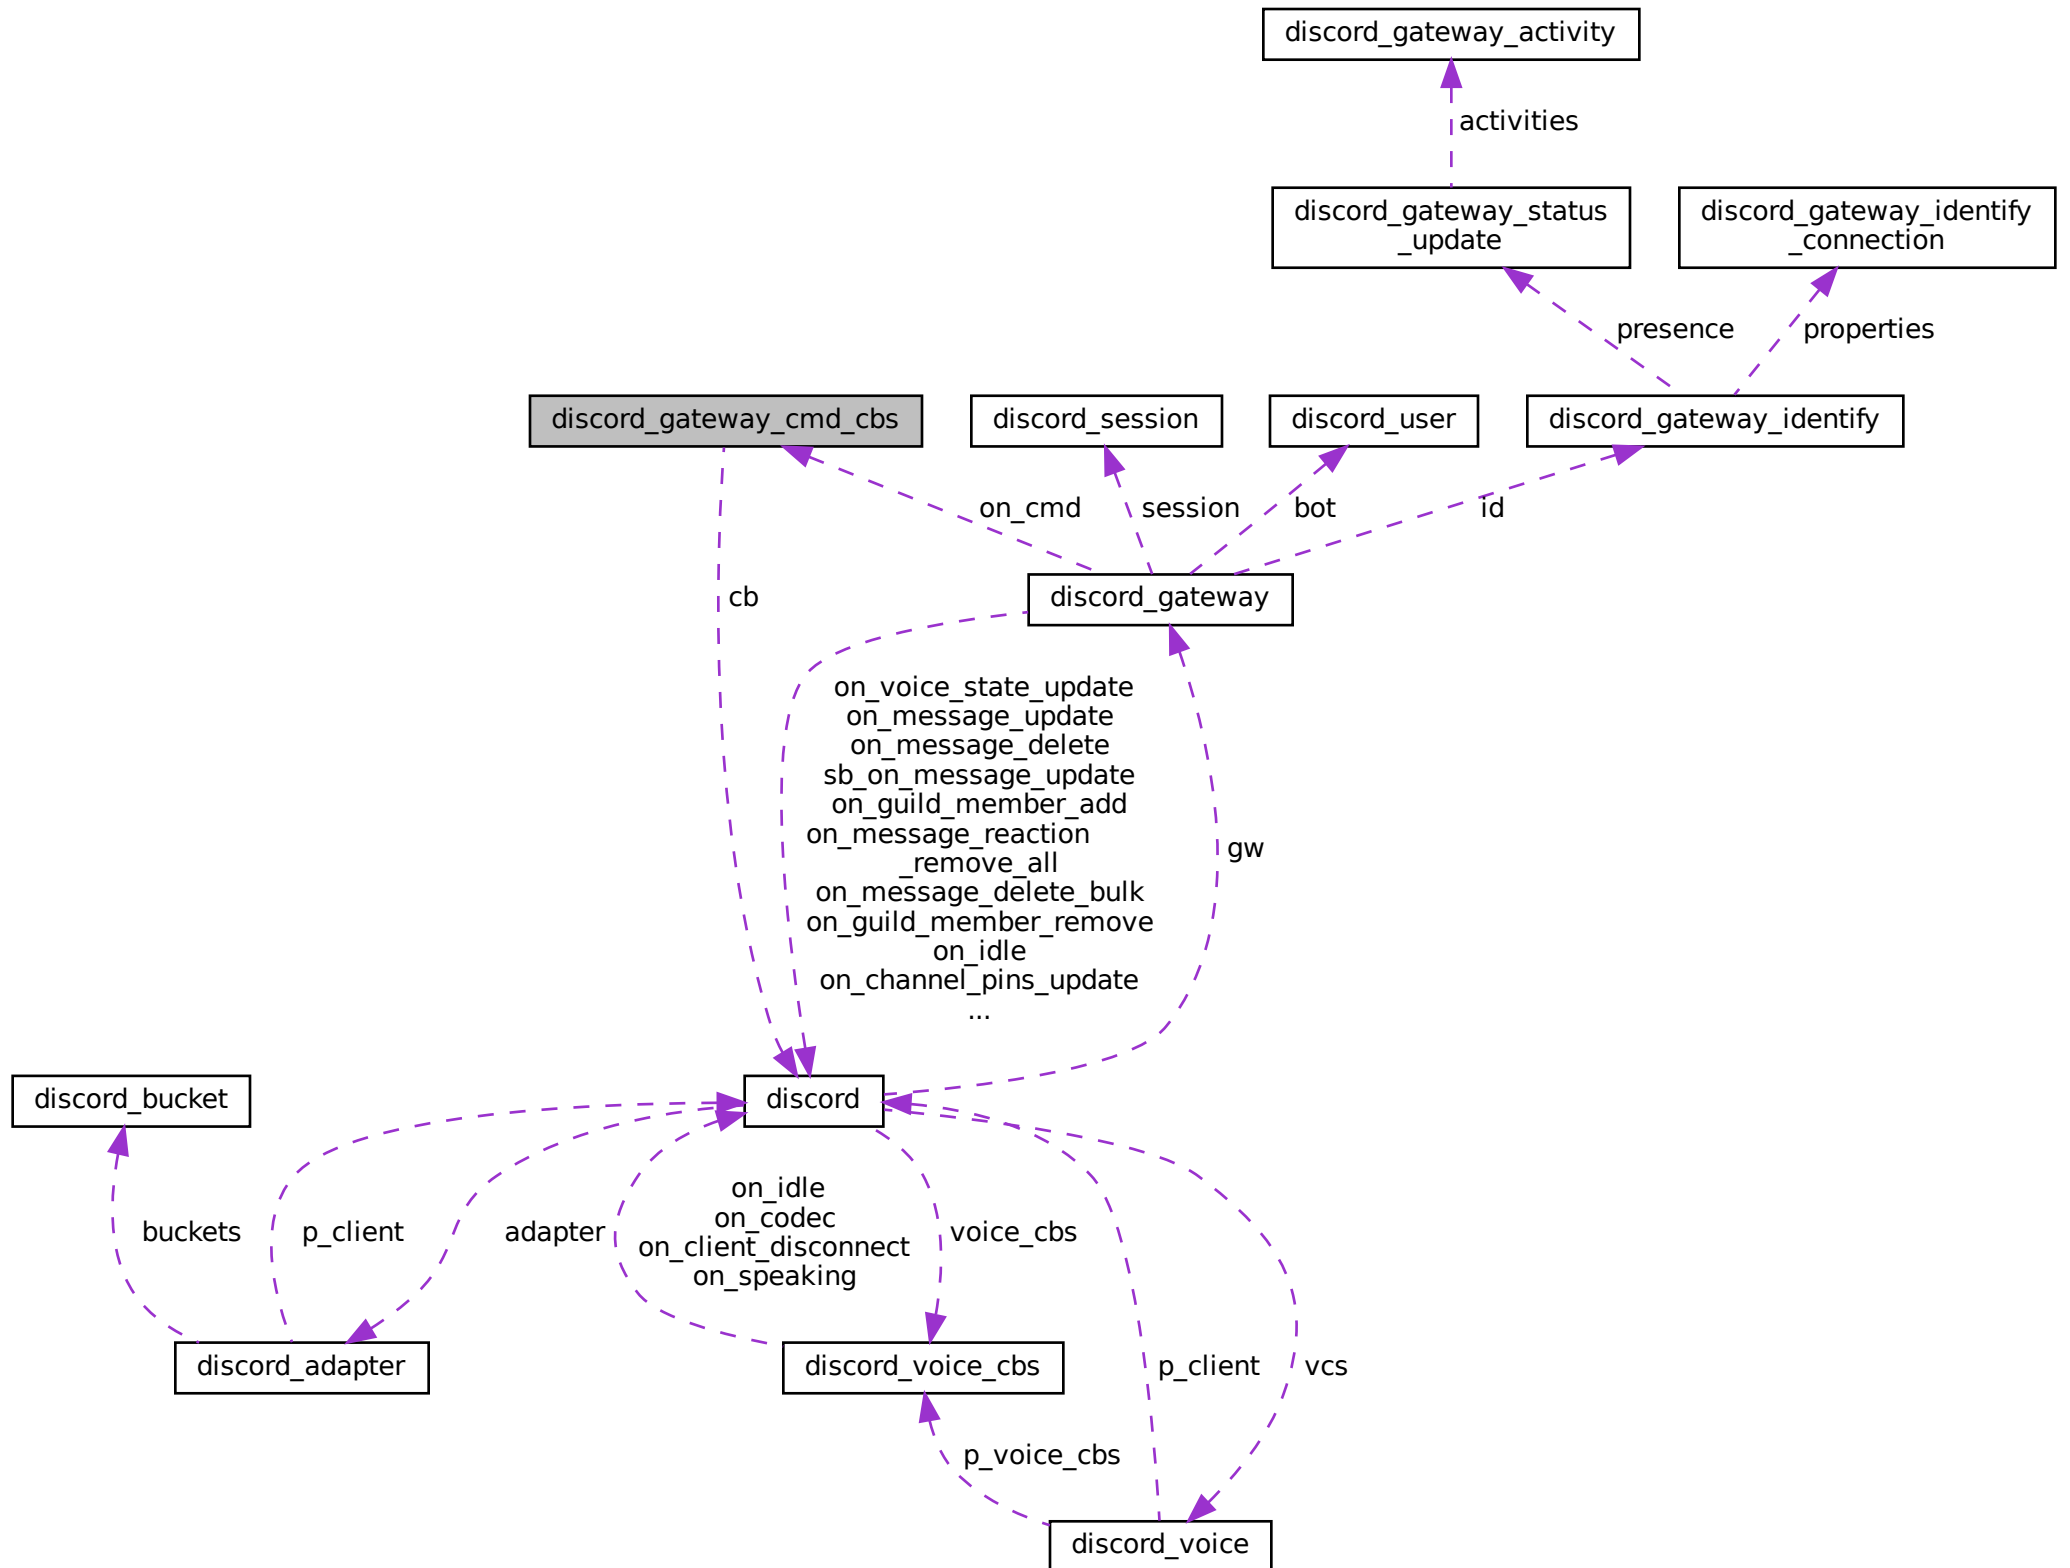 discord_gateway_activity
activities
discord_gateway_status
_update
discord_gateway_identify
_connection
presence
properties
discord_gateway_cmd_cbs
discord_session
discord_user
discord_gateway_identify
on_cmd
session
bot
id
cb
discord_gateway
on_voice_state_update
on_message_update
on_message_delete
sb_on_message_update
on_guild_member_add
on_message_reaction
_remove_all
on_message_delete_bulk
on_guild_member_remove
on_idle
on_channel_pins_update
...
gw
discord_bucket
discord
buckets
p_client
adapter
on_idle
on_codec
on_client_disconnect
on_speaking
voice_cbs
discord_adapter
discord_voice_cbs
p_client
vcs
p_voice_cbs
discord_voice